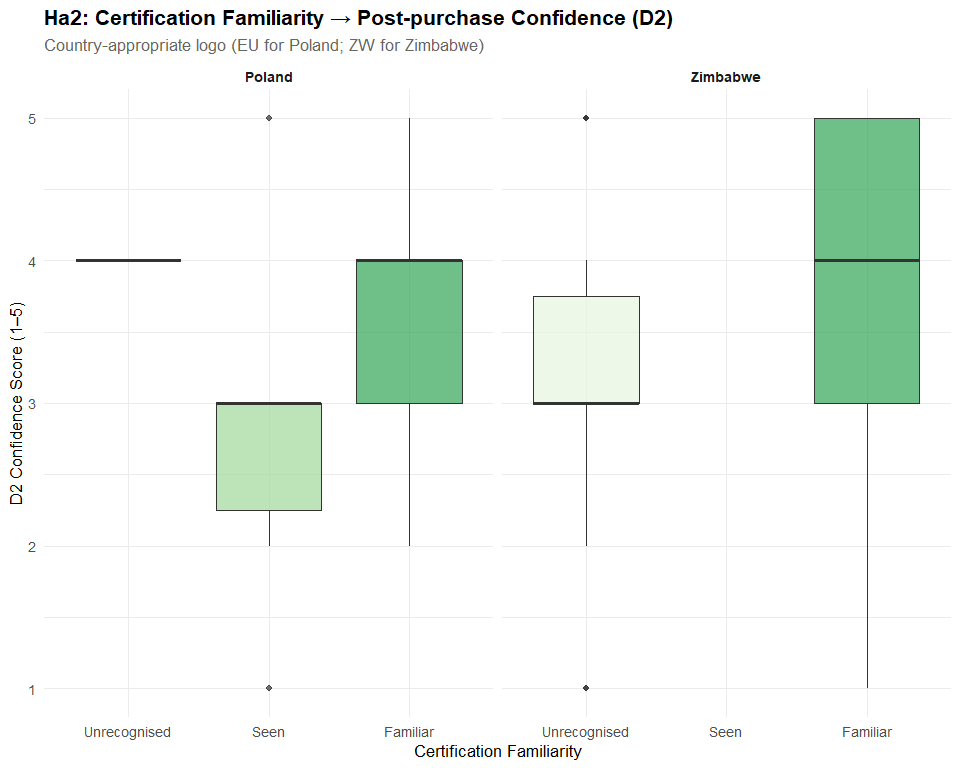 Ha2: Certification Familiarity → Post-purchase Confidence (D2)
Country-appropriate logo (EU for Poland; ZW for Zimbabwe)
Poland
Zimbabwe
D2 Confidence Score (1–5)
5
4
3
2
1
Unrecognised Seen Familiar Unrecognised Seen Familiar
Certification Familiarity